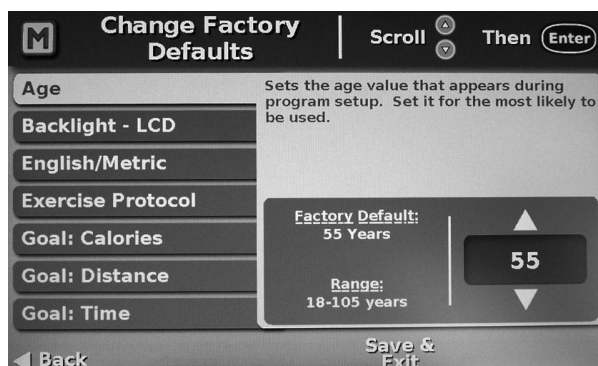 M
Change Factory
Defaults
Scroll
Then
Enter
Age
Backlight - LCD
English/Metric
Exercise Protocol
Goal: Calories
Goal: Distance
Goal: Time
Sets the age value that appears during
program setup. Set it for the most likely to
be used.
Factory Default:
55 Years
Range:
18-105 years
55
Back
Save &
Exit